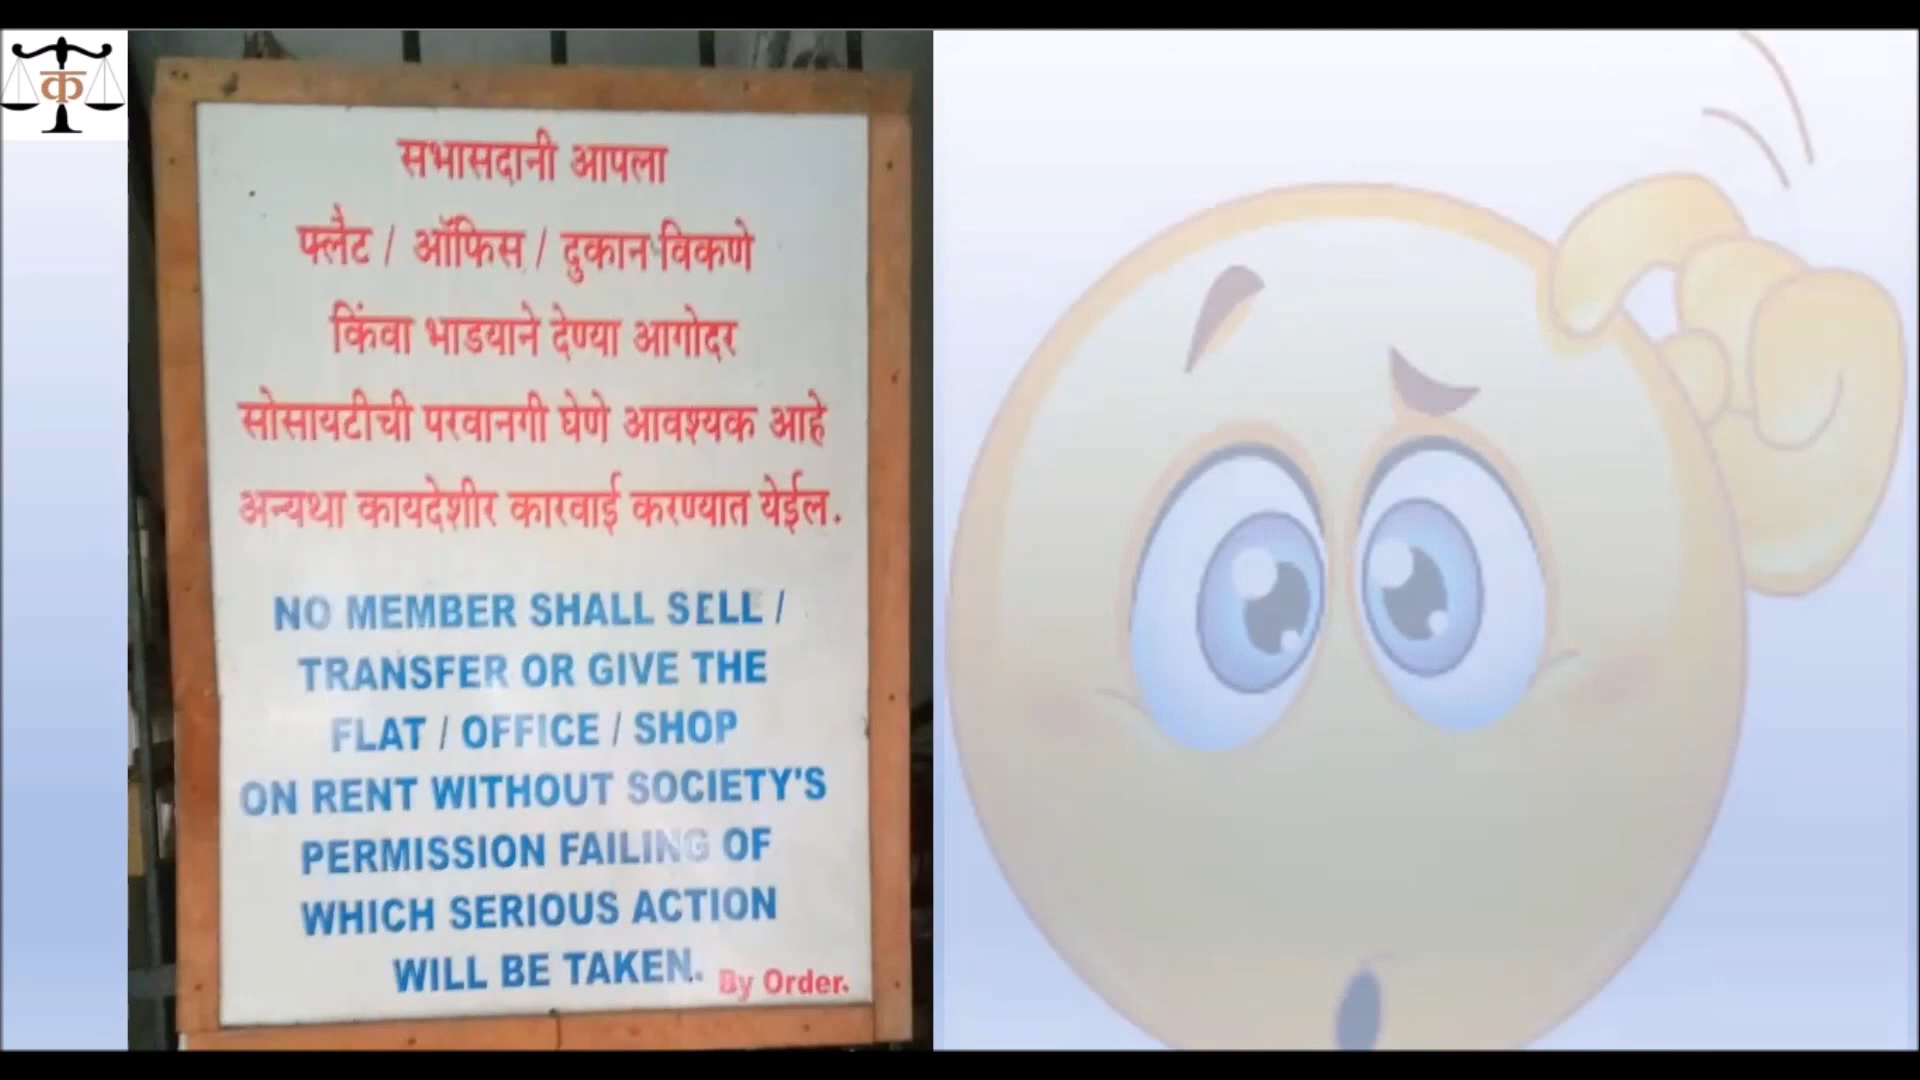 क
सभासदानी आपला
फ्लैट / ऑफिस / दुकान विकणे
किंवा भाडयाने देण्या आगोदर
सोसायटीची परवानगी घेणे आवश्यक आहे
अन्यथा कायदेशीर कारवाई करण्यात येईल.
NO MEMBER SHALL SELL /
TRANSFER OR GIVE THE
FLAT / OFFICE / SHOP
ON RENT WITHOUT SOCIETY'S
PERMISSION FAILING OF
WHICH SERIOUS ACTION
WILL BE TAKEN.
By Order.